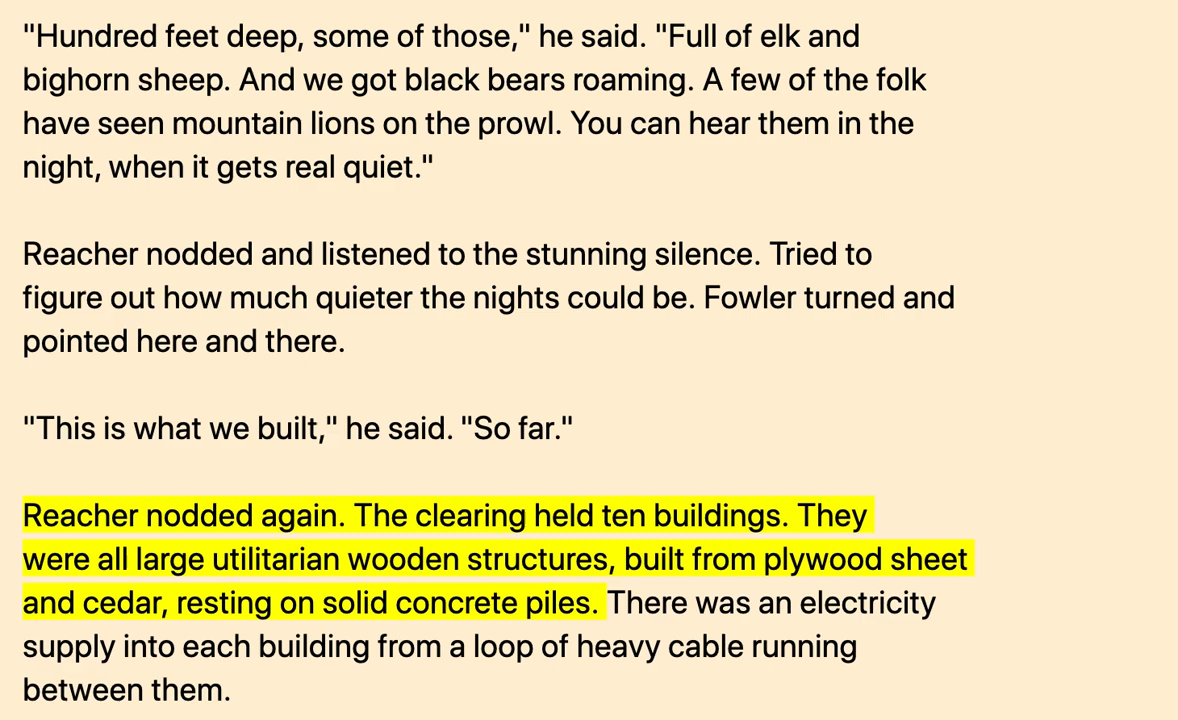 "Hundred feet deep, some of those," he said. "Full of elk and
bighorn sheep. And we got black bears roaming. A few of the folk
have seen mountain lions on the prowl. You can hear them in the
night, when it gets real quiet."
Reacher nodded and listened to the stunning silence. Tried to
figure out how much quieter the nights could be. Fowler turned and
pointed here and there.
"This is what we built," he said. "So far."
Reacher nodded again. The clearing held ten buildings. They
were all large utilitarian wooden structures, built from plywood sheet
and cedar, resting on solid concrete piles. There was an electricity
supply into each building from a loop of heavy cable running
between them.